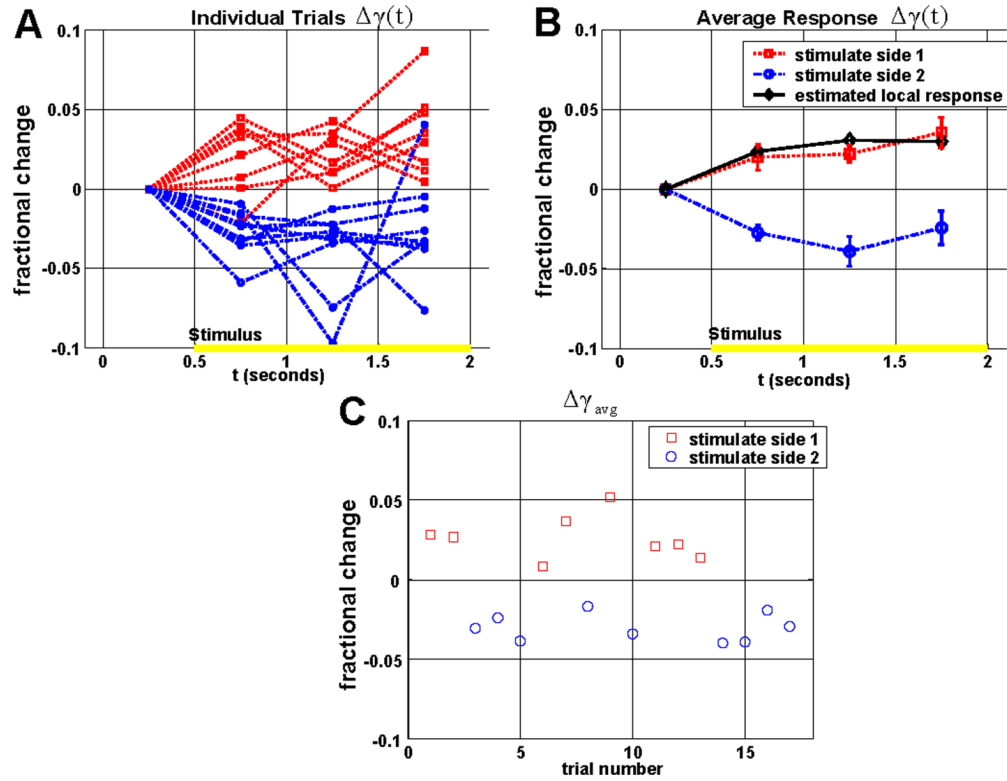 A
Individual Trials Δγ(t)
0.1
0.05
0
-0.05
-0.1
fractional change
Stimulus
0
0.5
1
1.5
2
t (seconds)
B
Average Response Δγ(t)
stimulate side 1
stimulate side 2
estimated local response
0.1
0.05
0
-0.05
-0.1
fractional change
Stimulus
0
0.5
1
1.5
2
t (seconds)
C
Δγavg
stimulate side 1
stimulate side 2
0.1
0.05
0
-0.05
-0.1
fractional change
0
5
10
15
trial number